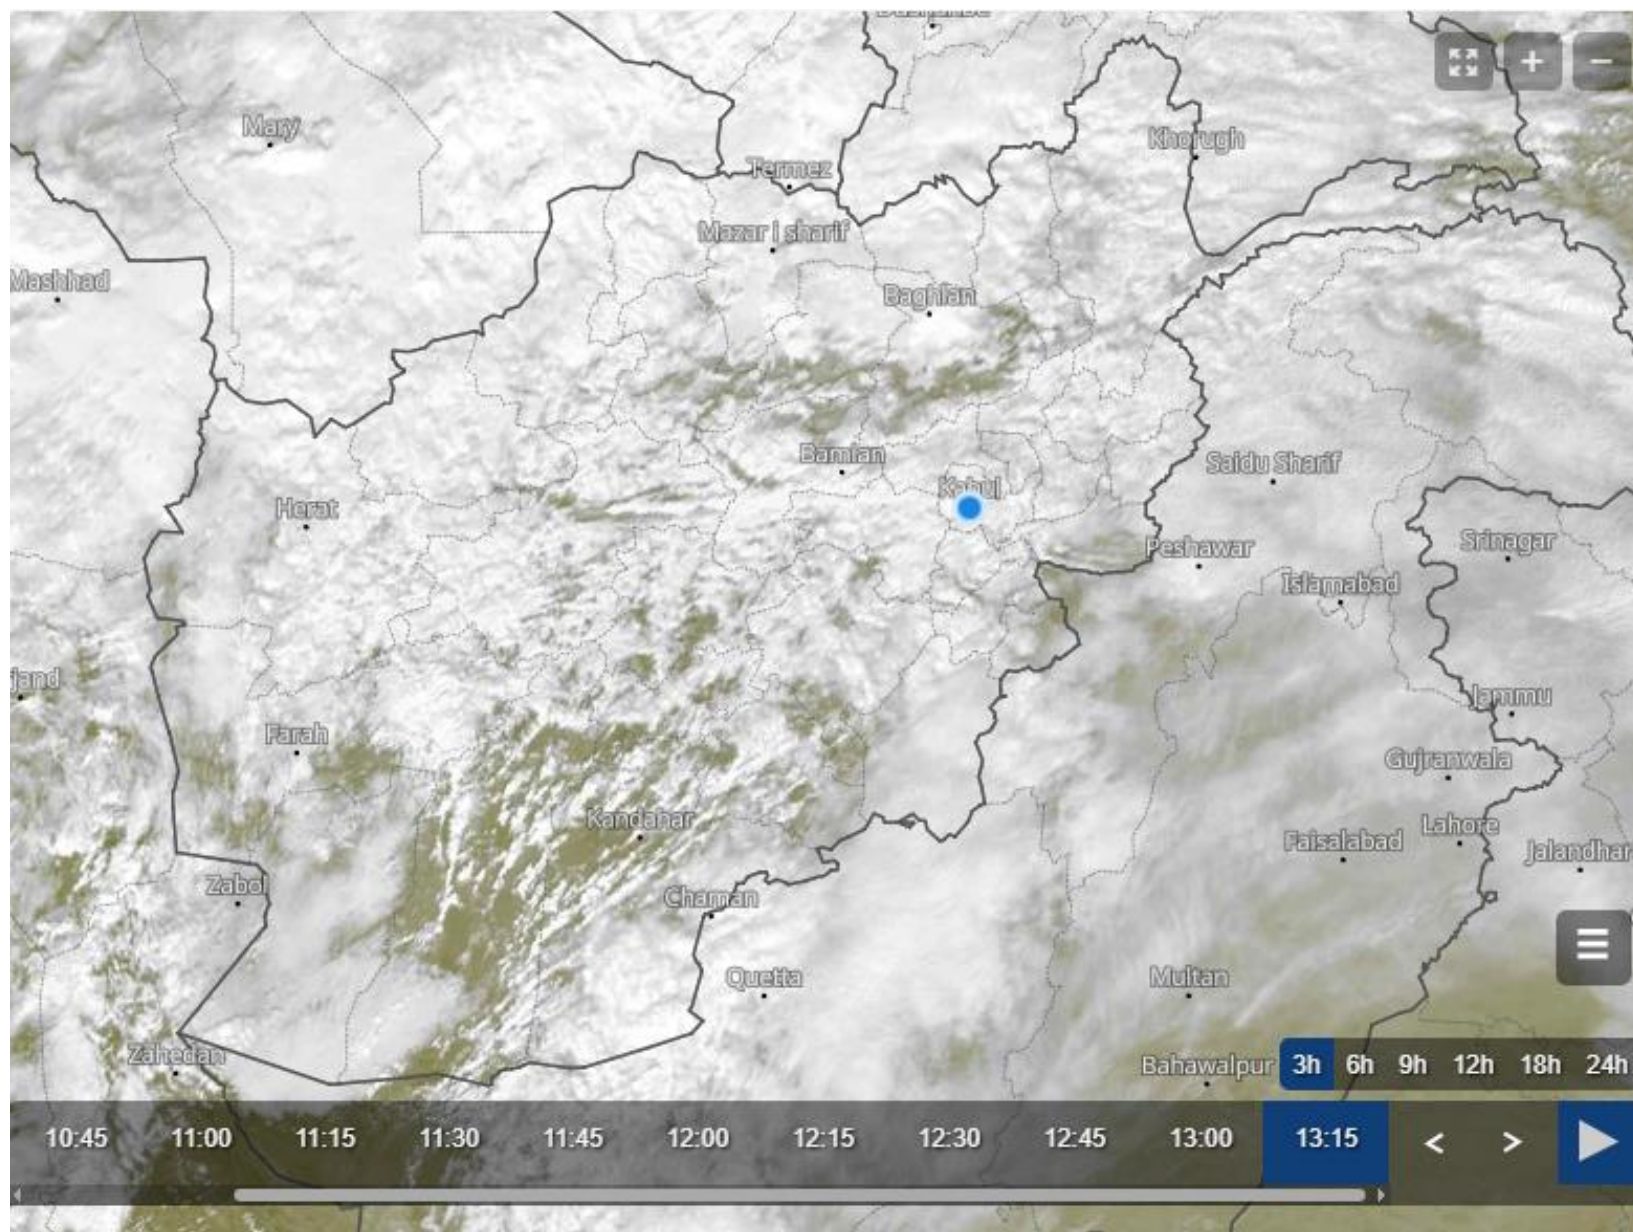 Mary
Khorugh
Termez
Mazar i sharif
Mashhad
Baghlan
Bamian
Saidu Sharif
Kabul
Herat
Srinagar
Peshawar
Islamabad
jand
Jammu
Farah
Gujranwala
Kandahar
Lahore
Faisalabad
Jalandhar
Zabol
Chaman
Quetta
Multan
Zahedan
Bahawalpur
3h 6h 9h 12h 18h 24h
10:45 11:00 11:15 11:30 11:45 12:00 12:15 12:30 12:45 13:00 13:15 < >